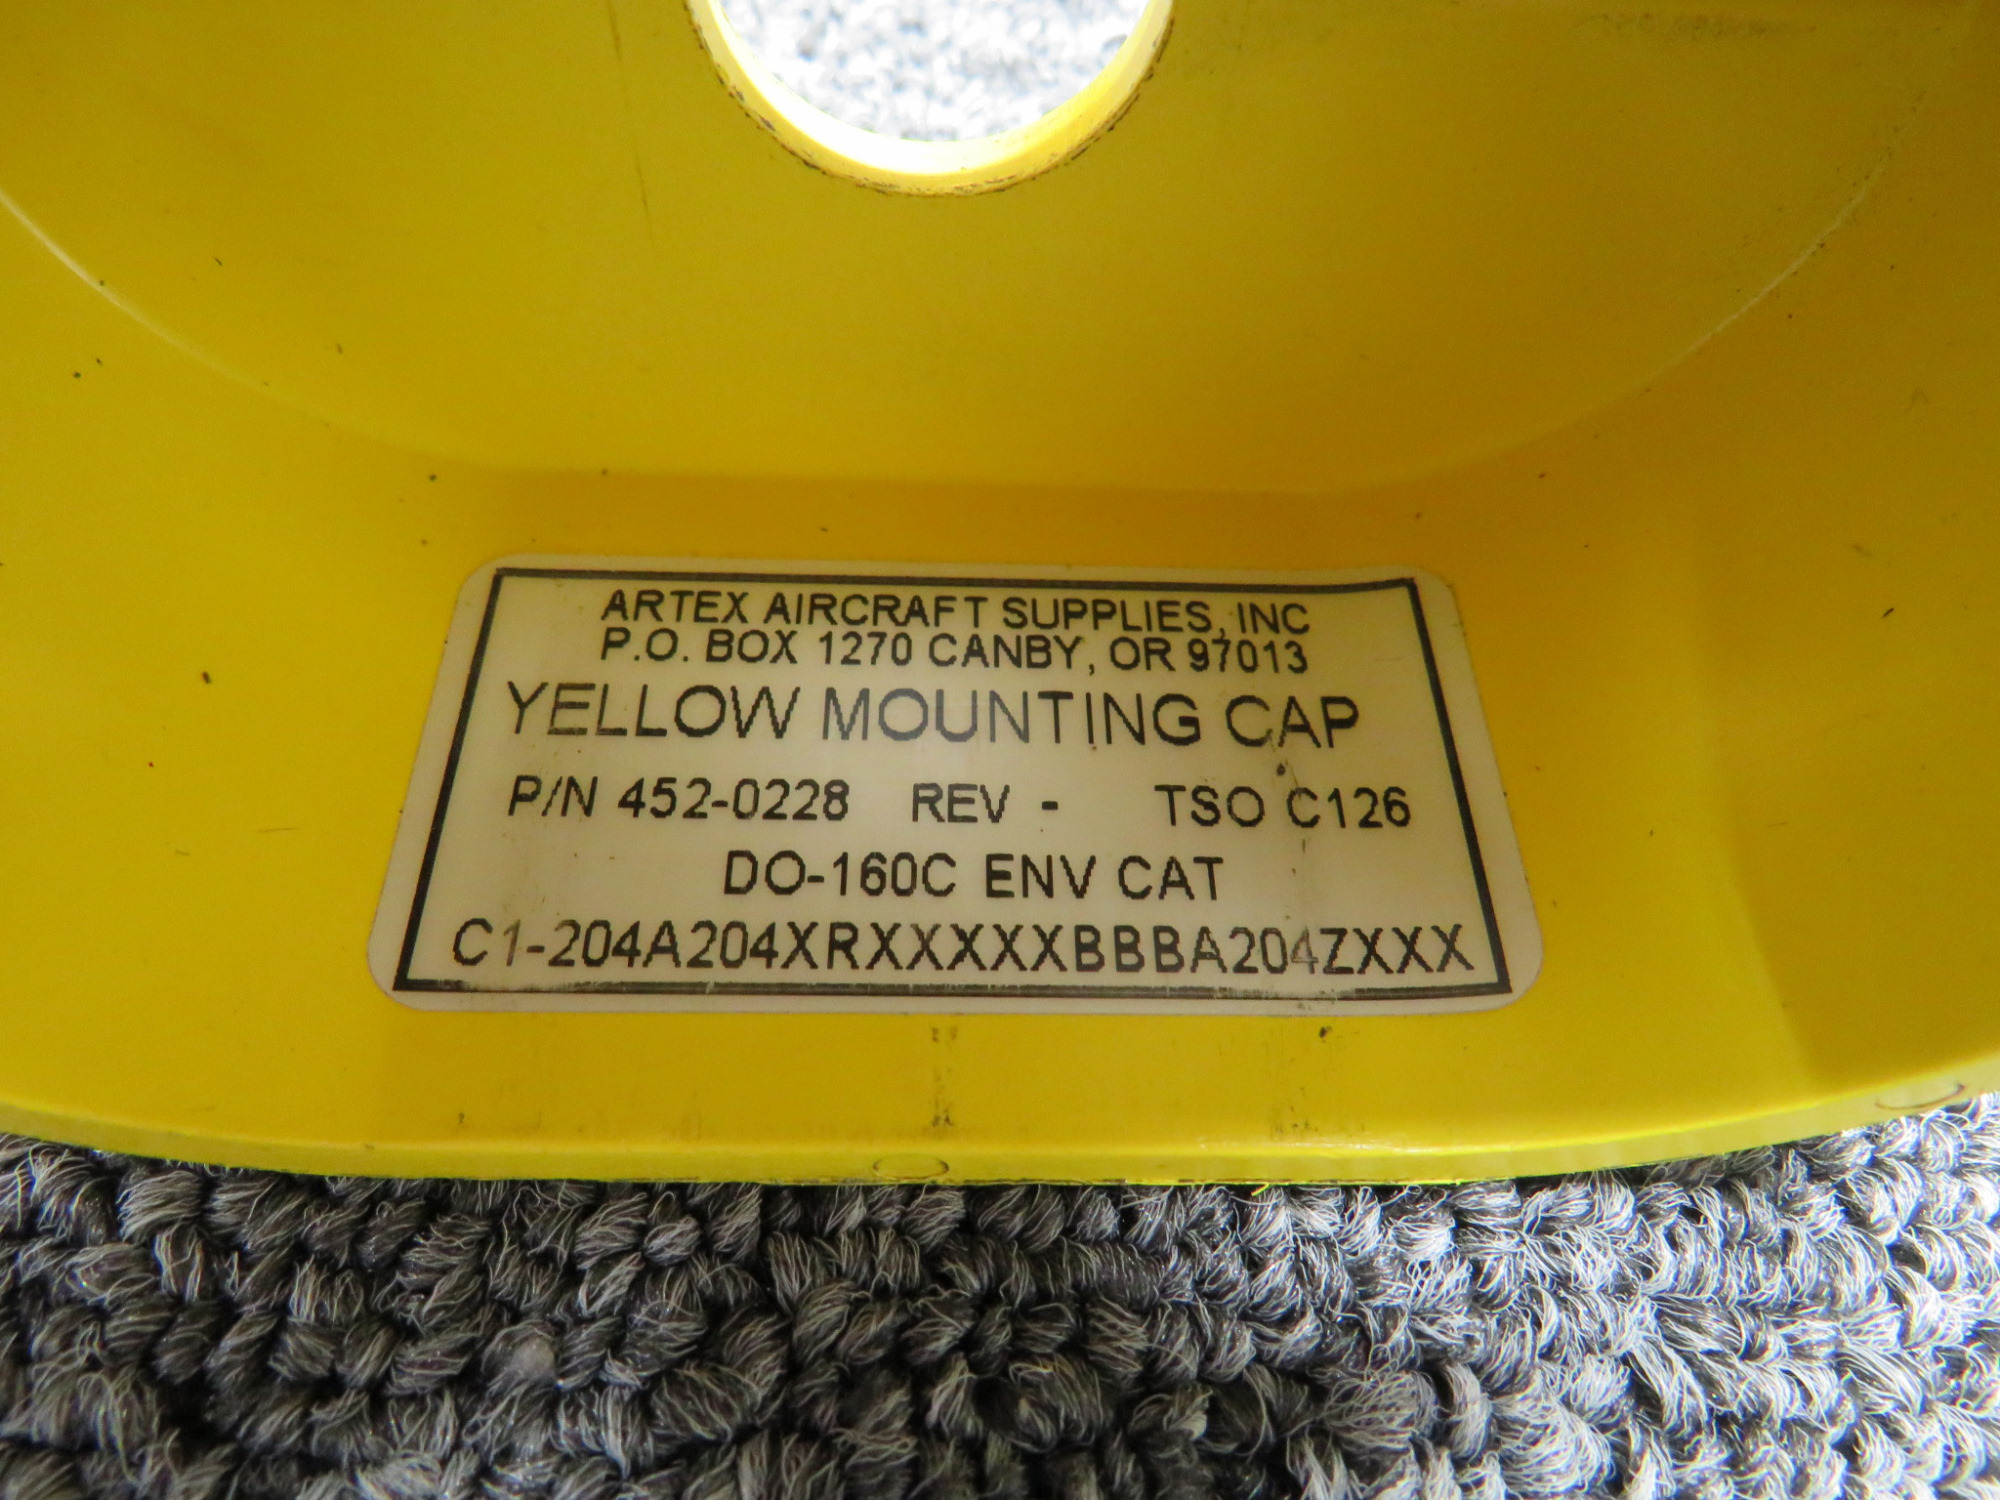 ARTEX AIRCRAFT SUPPLIES, INC
P.O. BOX 1270 CANBY, OR 97013
YELLOW MOUNTING CAP
P/N 452-0228 REV - TSO C126
DO-160C ENV CAT
C1-204A204XRXXXXXBBBA204ZXXX